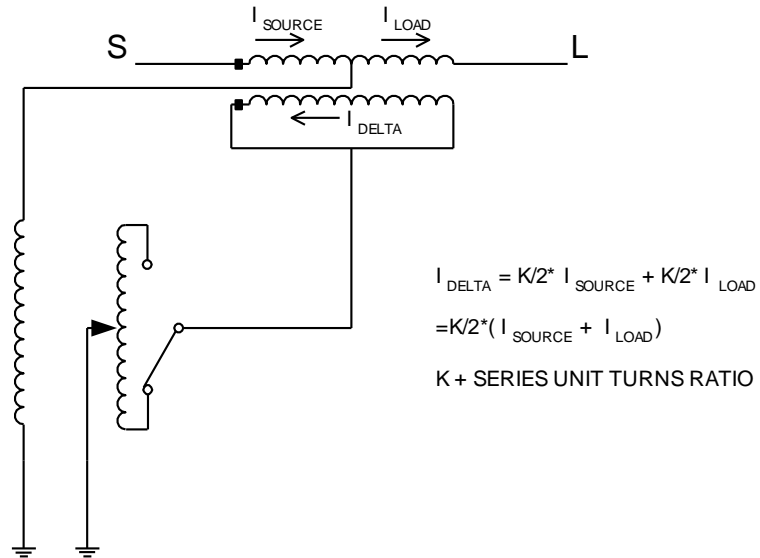 I SOURCE I LOAD
S L
I DELTA
I DELTA = K/2* I SOURCE + K/2* I LOAD
=K/2*( I SOURCE + I LOAD)
K + SERIES UNIT TURNS RATIO